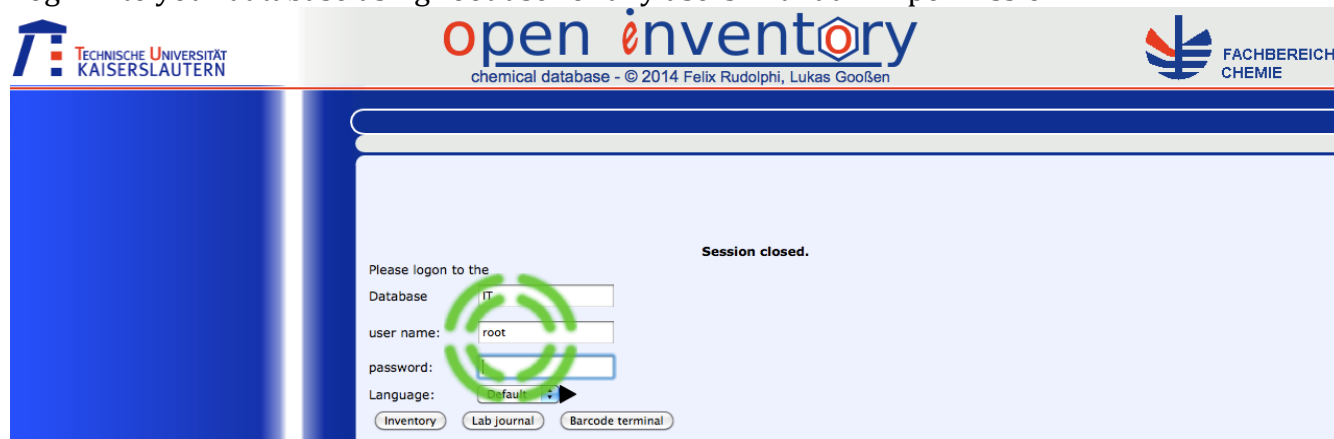 TECHNISCHE UNIVERSITÄT
KAISERSLAUTERN
open inventory
chemical database - © 2014 Felix Rudolphi, Lukas Gooßen
FACHBEREICH
CHEMIE
Session closed.
Please logon to the
Database IT
user name: root
password:
Language: Default
Inventory Lab journal Barcode terminal